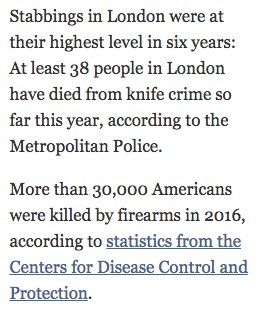 Stabbings in London were at
their highest level in six years:
At least 38 people in London
have died from knife crime so
far this year, according to the
Metropolitan Police.
More than 30,000 Americans
were killed by firearms in 2016,
according to statistics from the
Centers for Disease Control and
Protection.